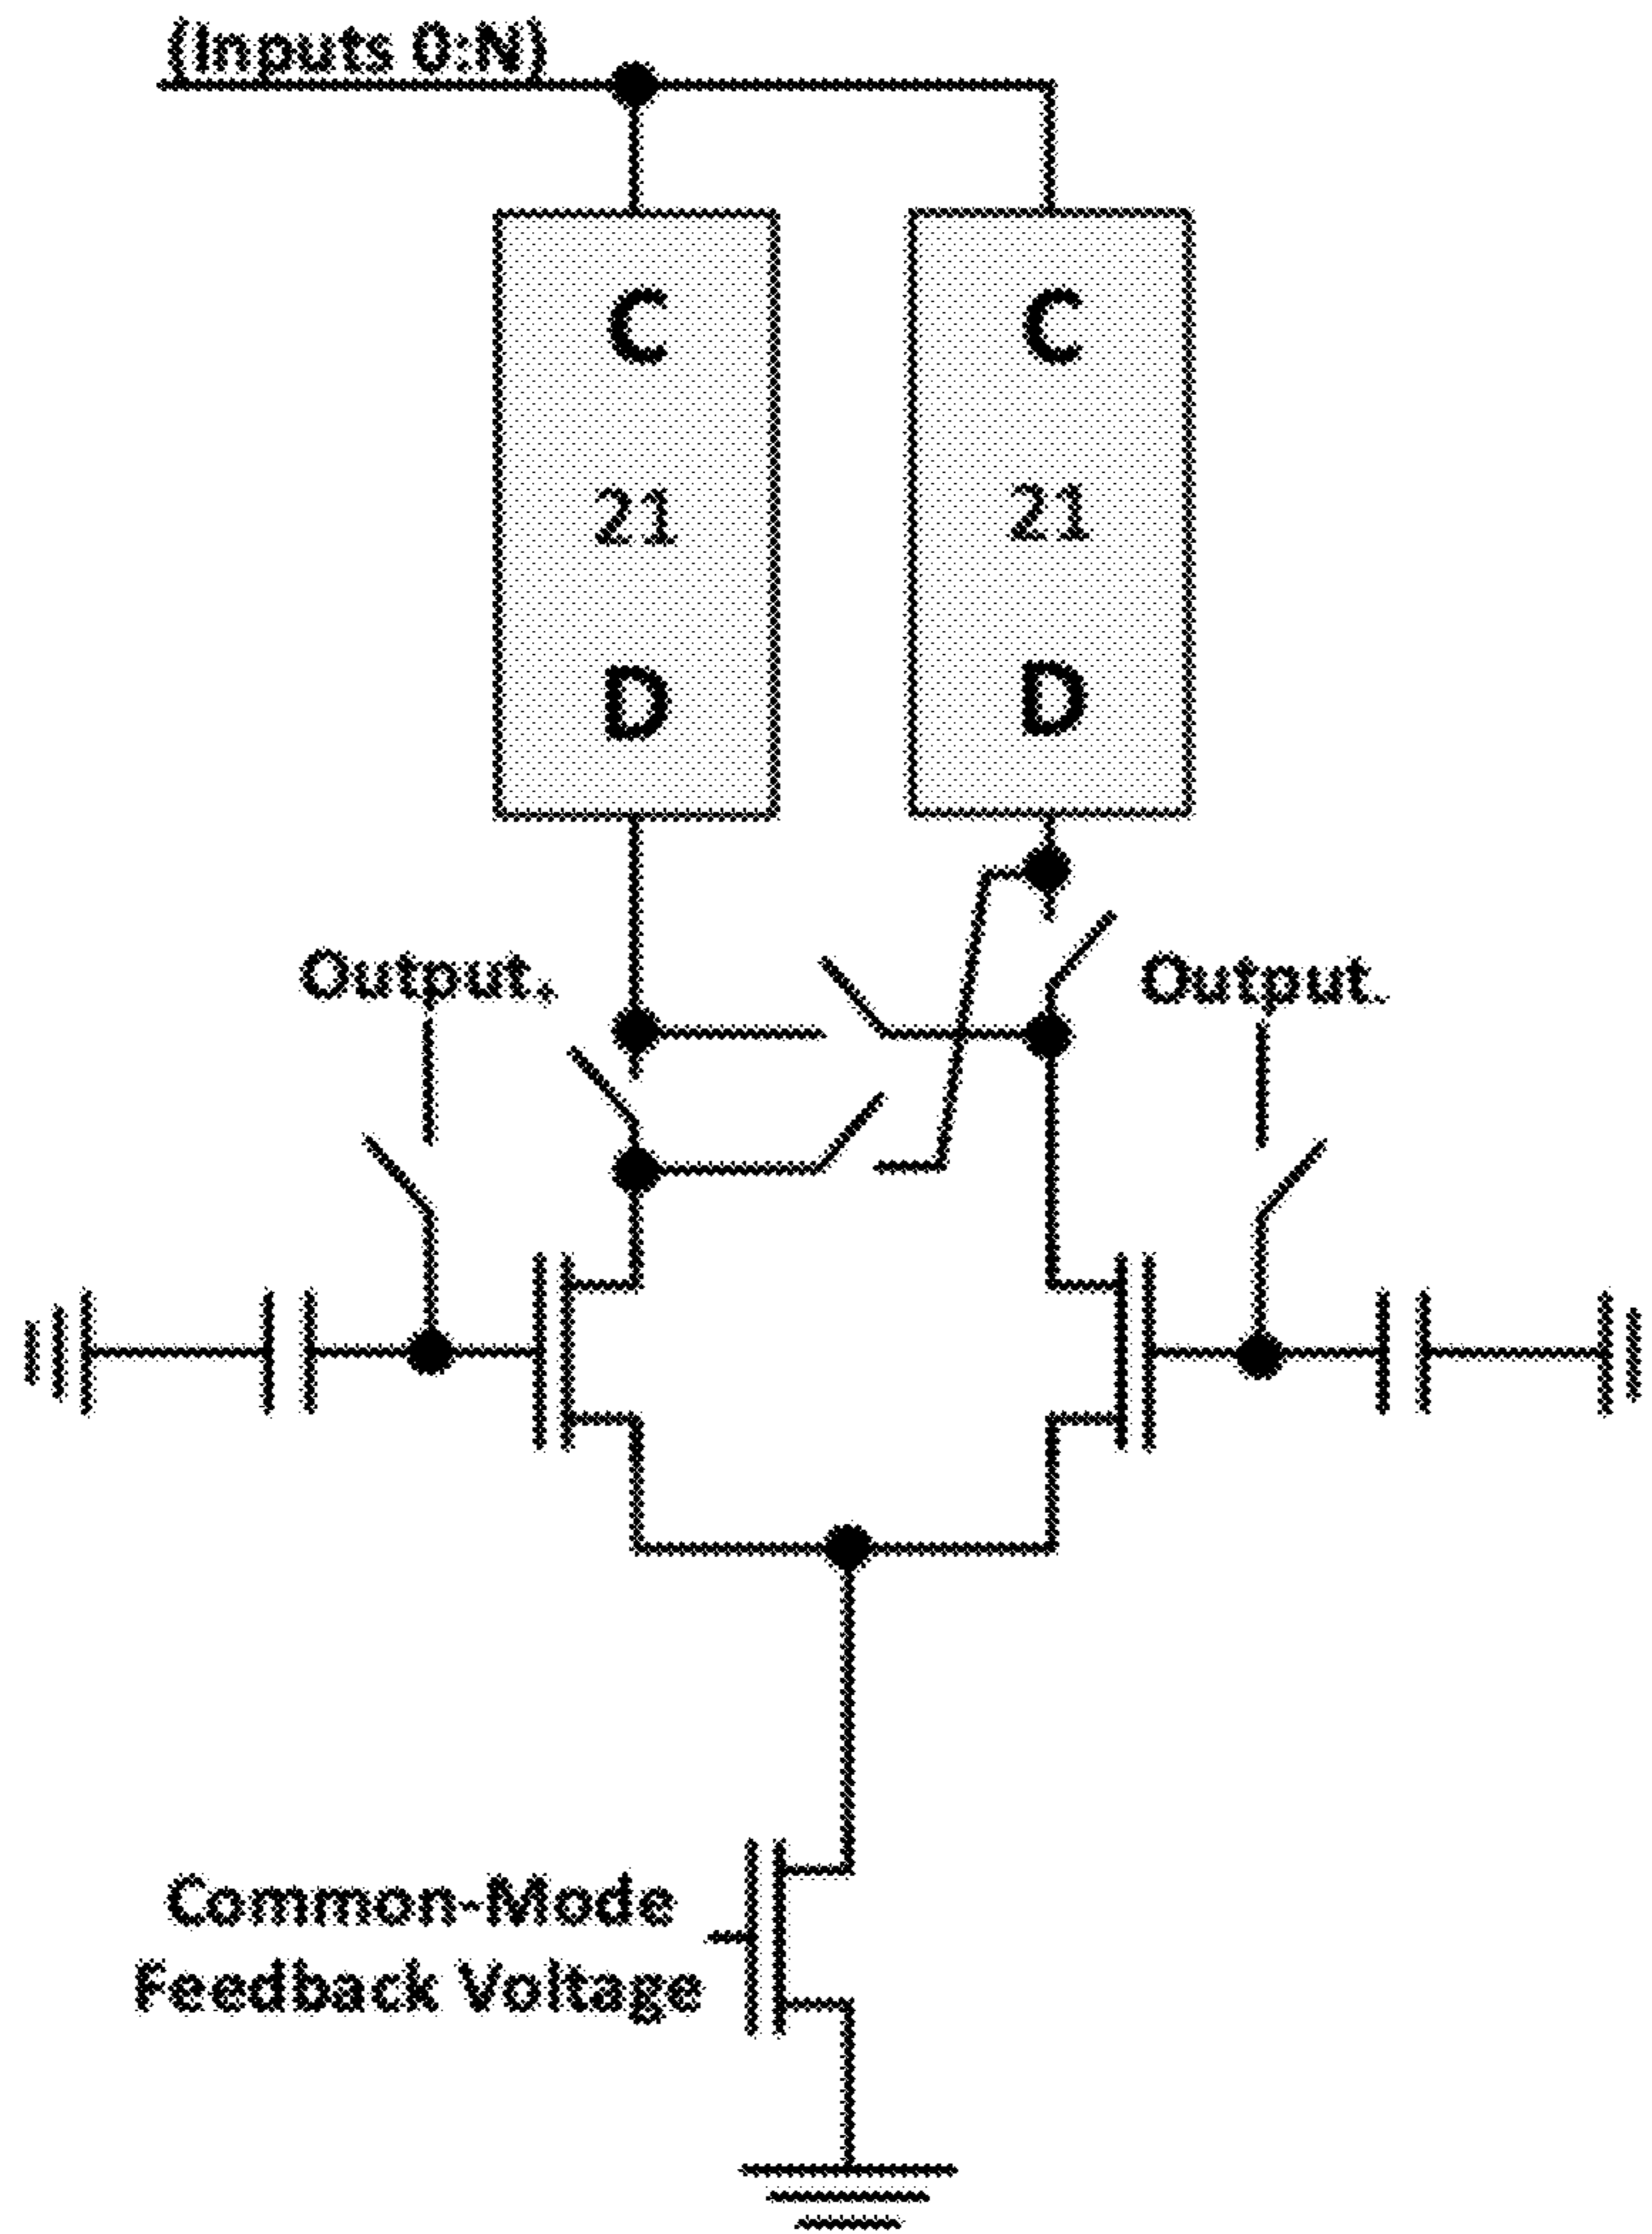 (Inputs 0:N)
C
21
D
C
21
D
Output+
Output-
Common-Mode
Feedback Voltage